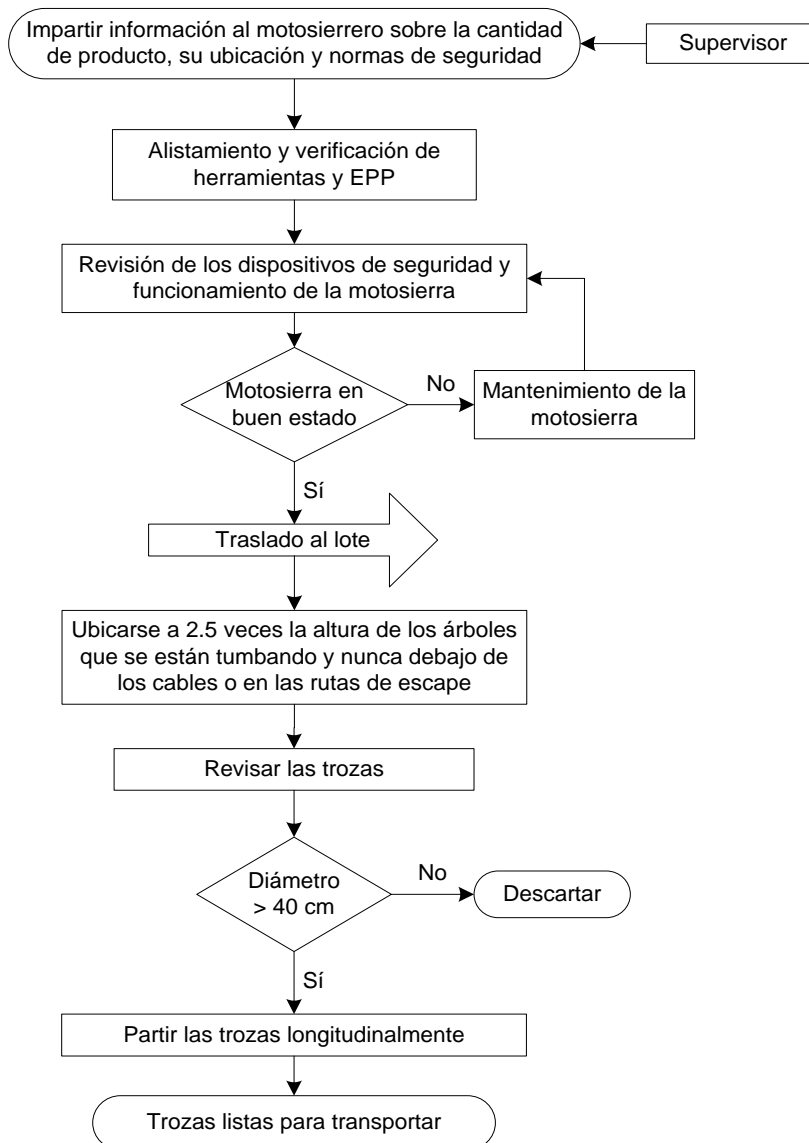 Impartir información al motosierrero sobre la cantidad
de producto, su ubicación y normas de seguridad
Supervisor
Alistamiento y verificación de
herramientas y EPP
Revisión de los dispositivos de seguridad y
funcionamiento de la motosierra
Motosierra en
buen estado
No
Mantenimiento de la
motosierra
Sí
Traslado al lote
Ubicarse a 2.5 veces la altura de los árboles
que se están tumbando y nunca debajo de
los cables o en las rutas de escape
Revisar las trozas
Diámetro
> 40 cm
No
Descartar
Sí
Partir las trozas longitudinalmente
Trozas listas para transportar